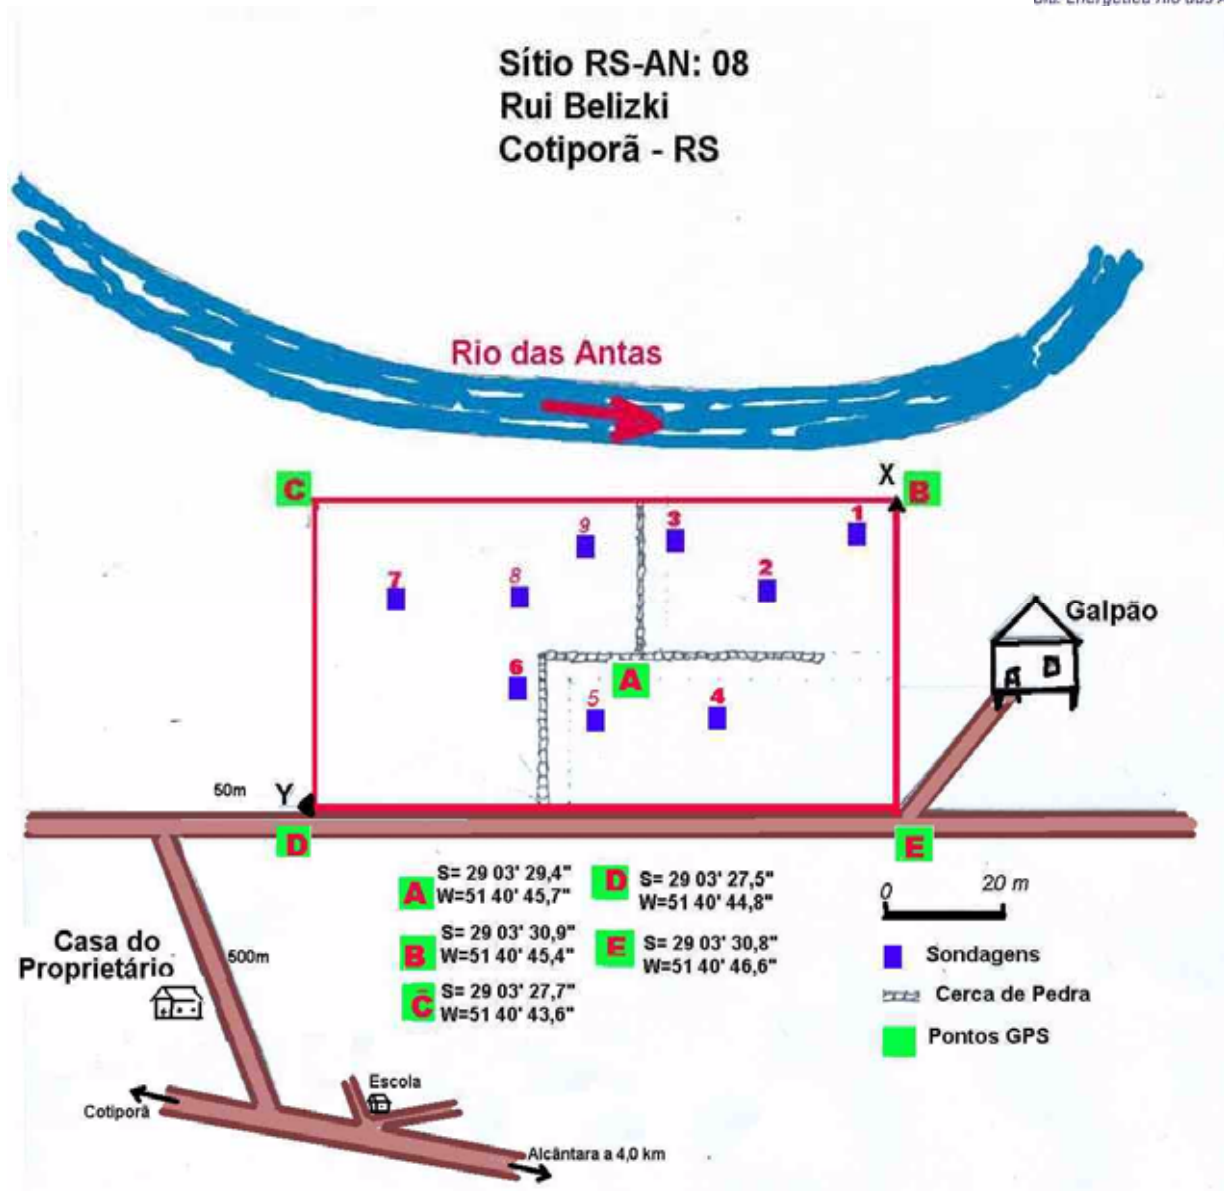 Sítio RS-AN: 08
Rui Belizki
Cotiporã - RS
Rio das Antas
C
X
B
9
3
1
7
8
2
Galpão
6
A
5
4
50m
Y
D
E
A S= 29 03' 29,4"
W=51 40' 45,7"
D S= 29 03' 27,5"
W=51 40' 44,8"
B S= 29 03' 30,9"
W=51 40' 45,4"
E S= 29 03' 30,8"
W=51 40' 46,6"
C S= 29 03' 27,7"
W=51 40' 43,6"
0 20 m
Sondagens
Cerca de Pedra
Pontos GPS
Casa do
Proprietário
500m
Escola
Cotiporã
Alcântara a 4,0 km